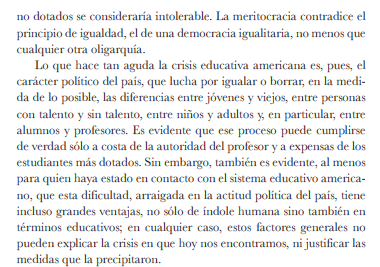 no dotados se consideraría intolerable. La meritocracia contradice el
principio de igualdad, el de una democracia igualitaria, no menos que
cualquier otra oligarquía.
Lo que hace tan aguda la crisis educativa americana es, pues, el
carácter político del país, que lucha por igualar o borrar, en la medi-
da de lo posible, las diferencias entre jóvenes y viejos, entre personas
con talento y sin talento, entre niños y adultos y, en particular, entre
alumnos y profesores. Es evidente que ese proceso puede cumplirse
de verdad sólo a costa de la autoridad del profesor y a expensas de los
estudiantes más dotados. Sin embargo, también es evidente, al menos
para quien haya estado en contacto con el sistema educativo america-
no, que esta dificultad, arraigada en la actitud política del país, tiene
incluso grandes ventajas, no sólo de índole humana sino también en
términos educativos; en cualquier caso, estos factores generales no
pueden explicar la crisis en que hoy nos encontramos, ni justificar las
medidas que la precipitaron.